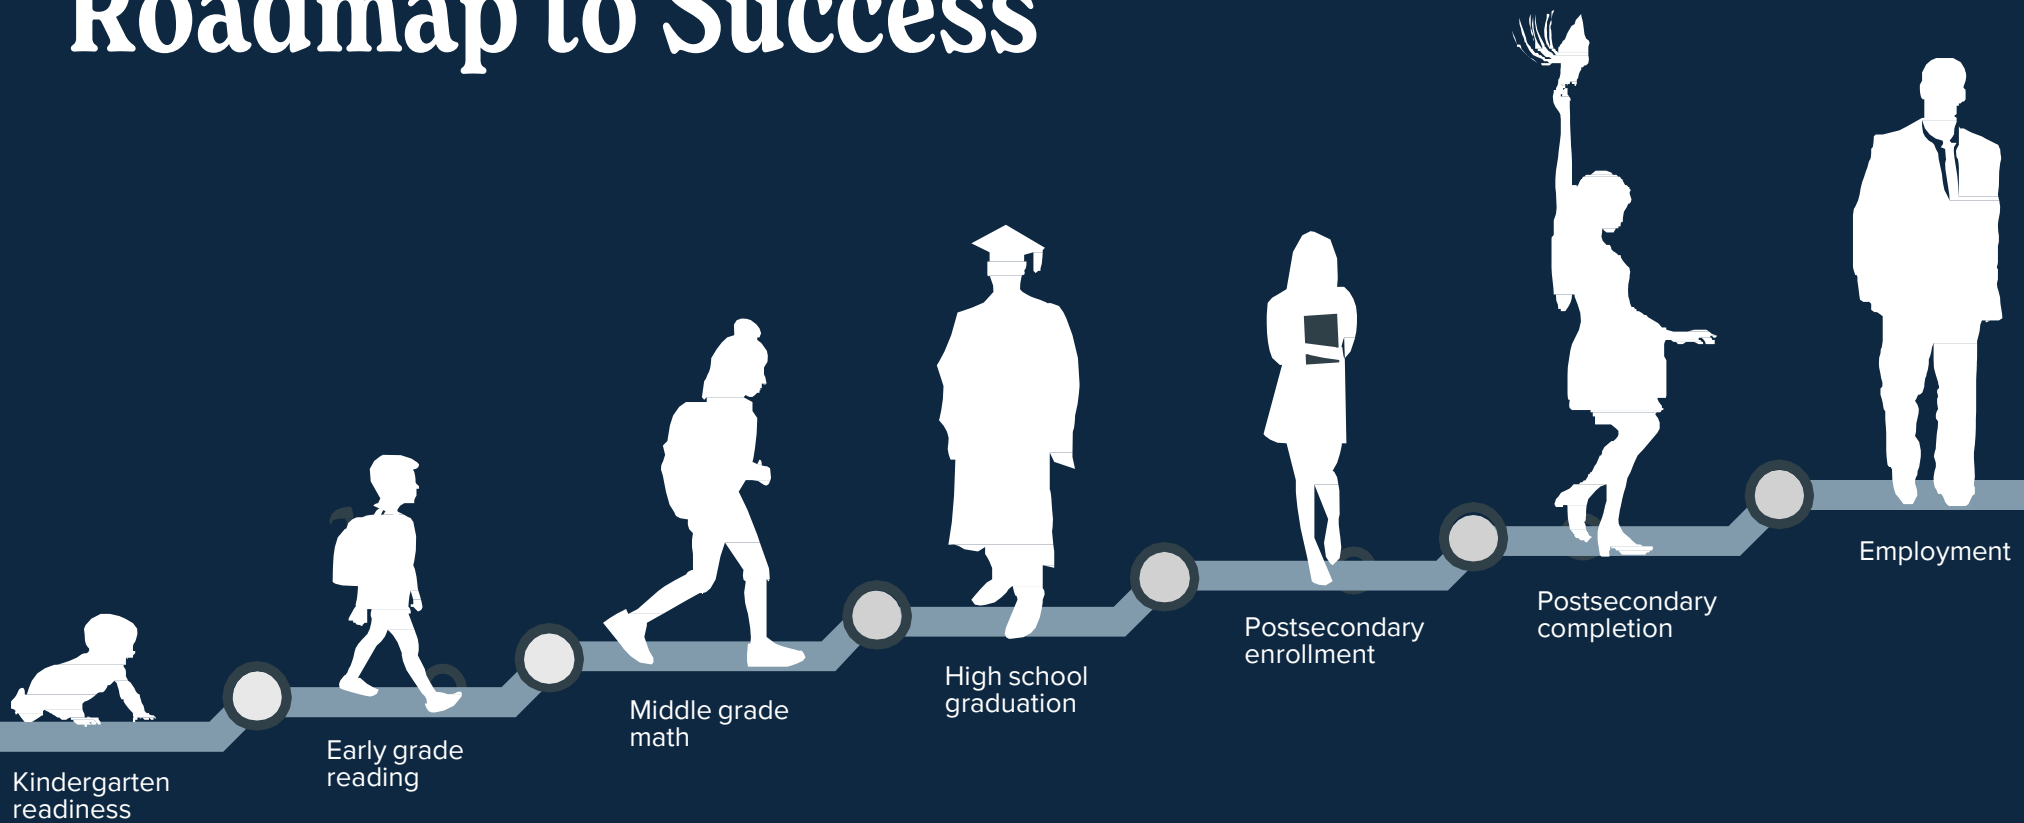 Roadmap to Success
Employment
Postsecondary
completion
Postsecondary
enrollment
High school
graduation
Middle grade
math
Early grade
reading
Kindergarten
readiness